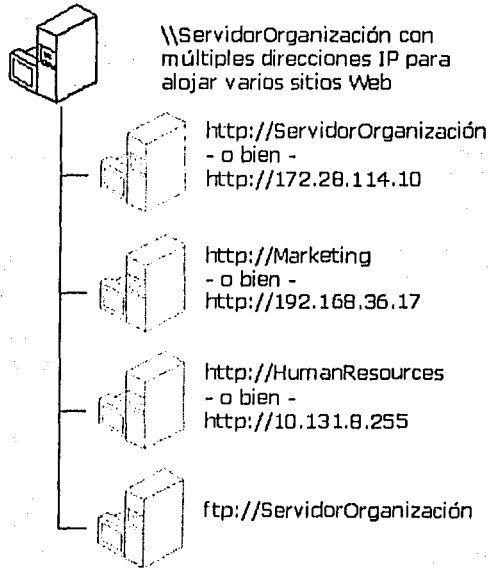 \\ServidorOrganización con
múltiples direcciones IP para
alojar varios sitios Web
http://ServidorOrganización
- o bien -
http://172.28.114.10
http://Marketing
- o bien -
http://192.168.36.17
http://HumanResources
- o bien -
http://10.131.8.255
ftp://ServidorOrganización